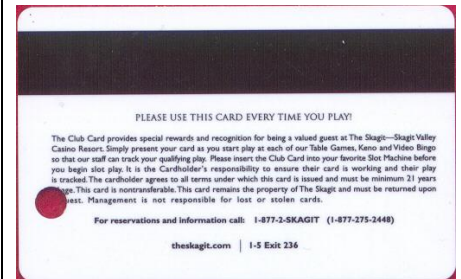 PLEASE USE THIS CARD EVERY TIME YOU PLAY!
The Club Card provides special rewards and recognition for being a valued guest at The Skagit—Skagit Valley
Casino Resort. Simply present your card as you start play at each of our Table Games, Keno and Video Bingo
so that our staff can track your qualifying play. Please insert the Club Card into your favorite Slot Machine before
you begin slot play. It is the Cardholder's responsibility to ensure their card is working and their play
is tracked. The cardholder agrees to all terms under which this card is issued and must be minimum 21 years
This card is nontransferable. This card remains the property of The Skagit and must be returned upon
Management is not responsible for lost or stolen cards.
For reservations and information call: 1-877-2-SKAGIT (1-877-275-2448)
theskagit.com | I-5 Exit 236